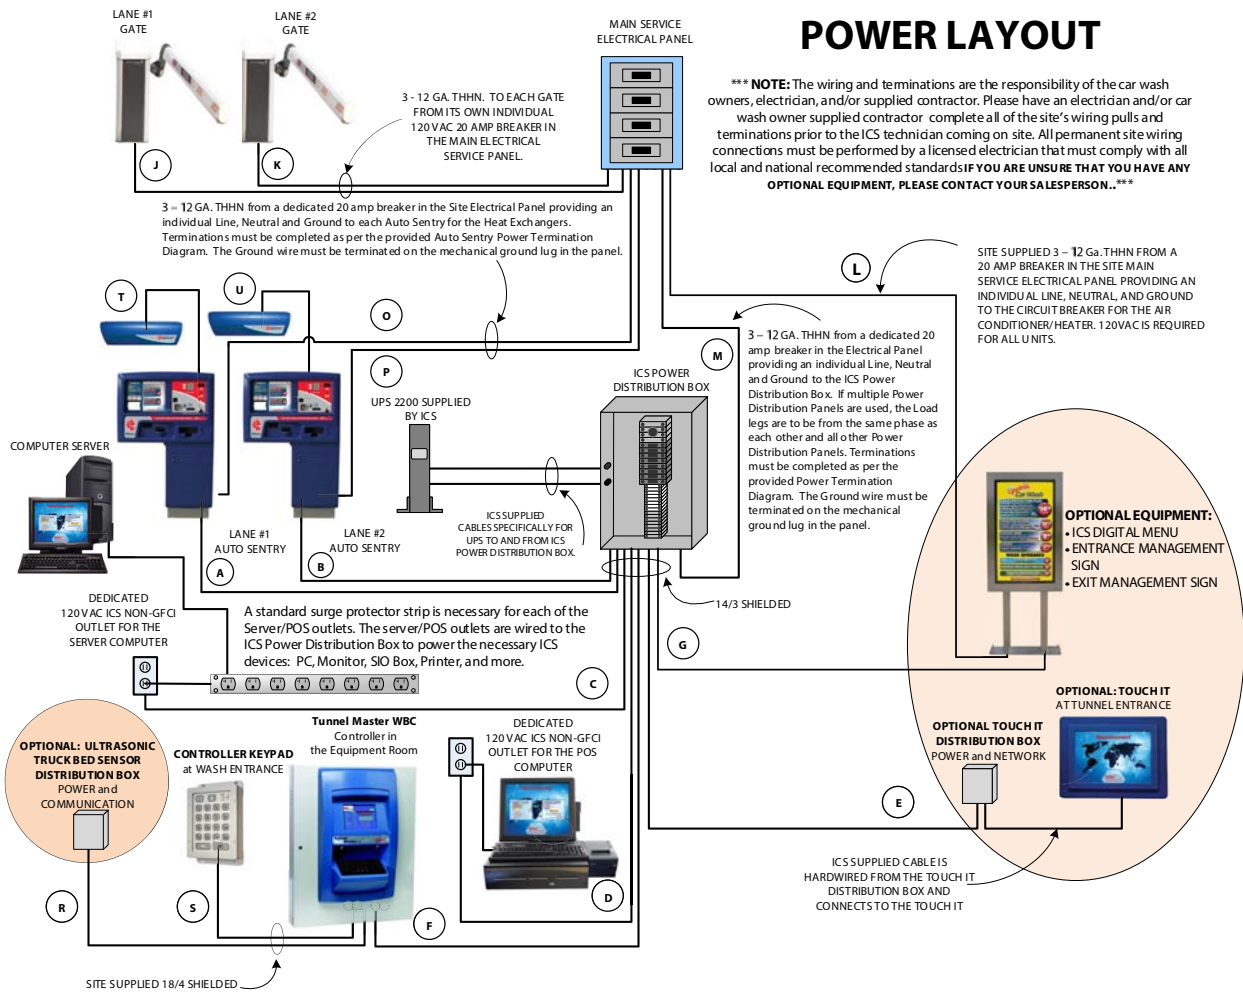 LANE #1
GATE
LANE #2
GATE
MAIN SERVICE
ELECTRICAL PANEL
POWER LAYOUT
*** NOTE: The wiring and terminations are the responsibility of the car wash
owners, electrician, and/or supplied contractor. Please have an electrician and/or car
wash owner supplied contractor complete all of the site's wiring pulls and
terminations prior to the ICS technician coming on site. All permanent site wiring
connections must be performed by a licensed electrician that must comply with all
local and national recommended standards IF YOU ARE UNSURE THAT YOU HAVE ANY
OPTIONAL EQUIPMENT, PLEASE CONTACT YOUR SALESPERSON..***
3 - 12 GA. THHN. TO EACH GATE
FROM ITS OWN INDIVIDUAL
120 VAC 20 AMP BREAKER IN
THE MAIN ELECTRICAL
SERVICE PANEL.
J
K
3 – 12 GA. THHN from a dedicated 20 amp breaker in the Site Electrical Panel providing an
individual Line, Neutral and Ground to each Auto Sentry for the Heat Exchangers.
Terminations must be completed as per the provided Auto Sentry Power Termination
Diagram. The Ground wire must be terminated on the mechanical ground lug in the panel.
L
SITE SUPPLIED 3 – 12 Ga. THHN FROM A
20 AMP BREAKER IN THE SITE MAIN
SERVICE ELECTRICAL PANEL PROVIDING AN
INDIVIDUAL LINE, NEUTRAL, AND GROUND
TO THE CIRCUIT BREAKER FOR THE AIR
CONDITIONER/HEATER. 120VAC IS REQUIRED
FOR ALL UNITS.
T
U
O
P
M
3 – 12 GA. THHN from a dedicated 20
amp breaker in the Electrical Panel
providing an individual Line, Neutral
and Ground to the ICS Power
Distribution Box. If multiple Power
Distribution Panels are used, the Load
legs are to be from the same phase as
each other and all other Power
Distribution Panels. Terminations
must be completed as per the
provided Power Termination
Diagram. The Ground wire must be
terminated on the mechanical
ground lug in the panel.
ICS POWER
DISTRIBUTION BOX
UPS 2200 SUPPLIED
BY ICS
COMPUTER SERVER
ICS SUPPLIED
CABLES SPECIFICALLY FOR
UPS TO AND FROM ICS
POWER DISTRIBUTION BOX.
LANE #1
AUTO SENTRY
LANE #2
AUTO SENTRY
A
B
Car Wash
OPTIONAL EQUIPMENT:
• ICS DIGITAL MENU
• ENTRANCE MANAGEMENT
SIGN
• EXIT MANAGEMENT SIGN
14/3 SHIELDED
DEDICATED
120 VAC ICS NON-GFCI
OUTLET FOR THE
SERVER COMPUTER
A standard surge protector strip is necessary for each of the
Server/POS outlets. The server/POS outlets are wired to the
ICS Power Distribution Box to power the necessary ICS
devices: PC, Monitor, SIO Box, Printer, and more.
G
C
OPTIONAL: TOUCH IT
AT TUNNEL ENTRANCE
OPTIONAL TOUCH IT
DISTRIBUTION BOX
POWER and NETWORK
OPTIONAL: ULTRASONIC
TRUCK BED SENSOR
DISTRIBUTION BOX
POWER and
COMMUNICATION
CONTROLLER KEYPAD
at WASH ENTRANCE
Tunnel Master WBC
Controller in
the Equipment Room
DEDICATED
120 VAC ICS NON-GFCI
OUTLET FOR THE POS
COMPUTER
E
ICS SUPPLIED CABLE IS
HARDWIRED FROM THE TOUCH IT
DISTRIBUTION BOX AND
CONNECTS TO THE TOUCH IT
R
S
D
F
SITE SUPPLIED 18/4 SHIELDED